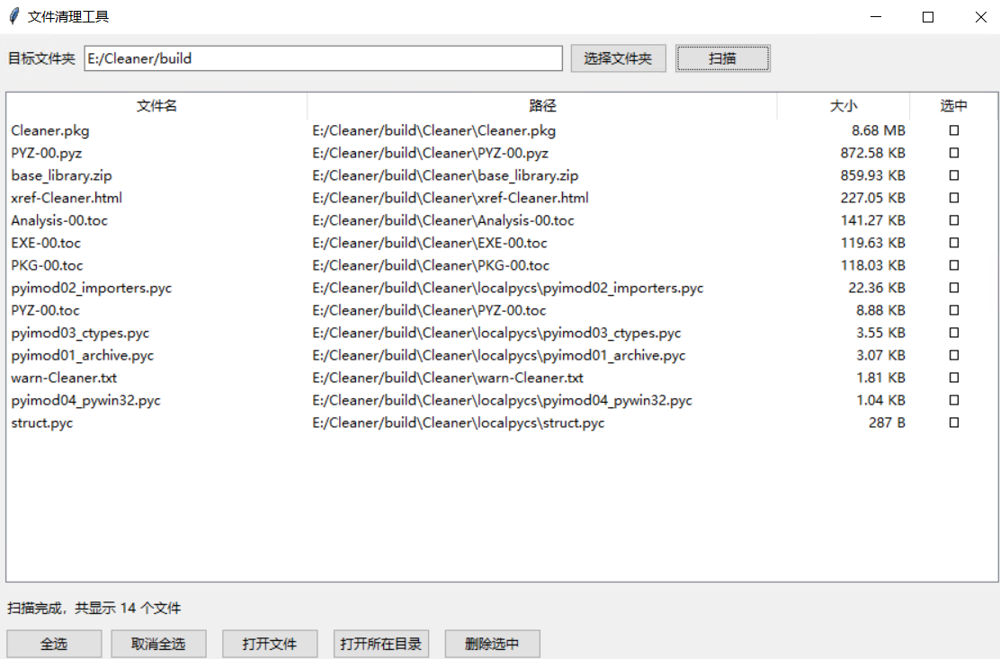 文件清理工具
目标文件夹 E:/Cleaner/build 选择文件夹 扫描
文件名 路径 大小 选中
Cleaner.pkg E:/Cleaner/build\Cleaner\Cleaner.pkg 8.68 MB
PYZ-00.pyz E:/Cleaner/build\Cleaner\PYZ-00.pyz 872.58 KB
base_library.zip E:/Cleaner/build\Cleaner\base_library.zip 859.93 KB
xref-Cleaner.html E:/Cleaner/build\Cleaner\xref-Cleaner.html 227.05 KB
Analysis-00.toc E:/Cleaner/build\Cleaner\Analysis-00.toc 141.27 KB
EXE-00.toc E:/Cleaner/build\Cleaner\EXE-00.toc 119.63 KB
PKG-00.toc E:/Cleaner/build\Cleaner\PKG-00.toc 118.03 KB
pyimod02_importers.pyc E:/Cleaner/build\Cleaner\localpycs\pyimod02_importers.pyc 22.36 KB
PYZ-00.toc E:/Cleaner/build\Cleaner\PYZ-00.toc 8.88 KB
pyimod03_ctypes.pyc E:/Cleaner/build\Cleaner\localpycs\pyimod03_ctypes.pyc 3.55 KB
pyimod01_archive.pyc E:/Cleaner/build\Cleaner\localpycs\pyimod01_archive.pyc 3.07 KB
warn-Cleaner.txt E:/Cleaner/build\Cleaner\warn-Cleaner.txt 1.81 KB
pyimod04_pywin32.pyc E:/Cleaner/build\Cleaner\localpycs\pyimod04_pywin32.pyc 1.04 KB
struct.pyc E:/Cleaner/build\Cleaner\localpycs\struct.pyc 287 B
扫描完成，共显示 14 个文件
全选 取消全选 打开文件 打开所在目录 删除选中